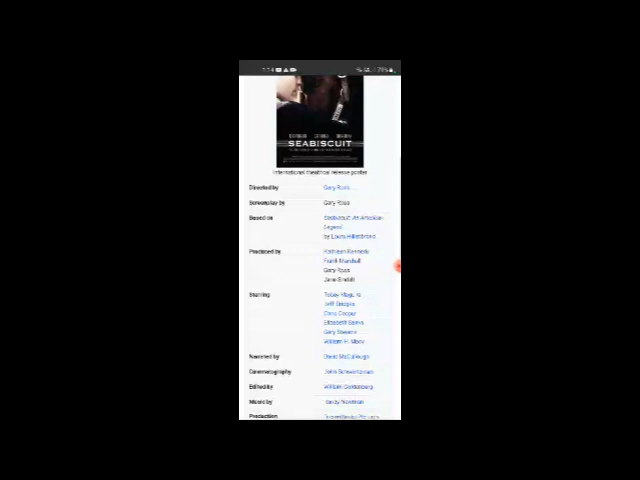 SEABISCUIT
International theatrical release poster
Directed by Gary Ross
Screenplay by Gary Ross
Based on Seabiscuit: An American
Legend
by Laura Hillenbrand
Produced by Kathleen Kennedy
Frank Marshall
Gary Ross
Jane Sindell
Starring Tobey Maguire
Jeff Bridges
Chris Cooper
Elizabeth Banks
Gary Stevens
William H. Macy
Narrated by David McCullough
Cinematography John Schwartzman
Edited by William Goldenberg
Music by Randy Newman
Production